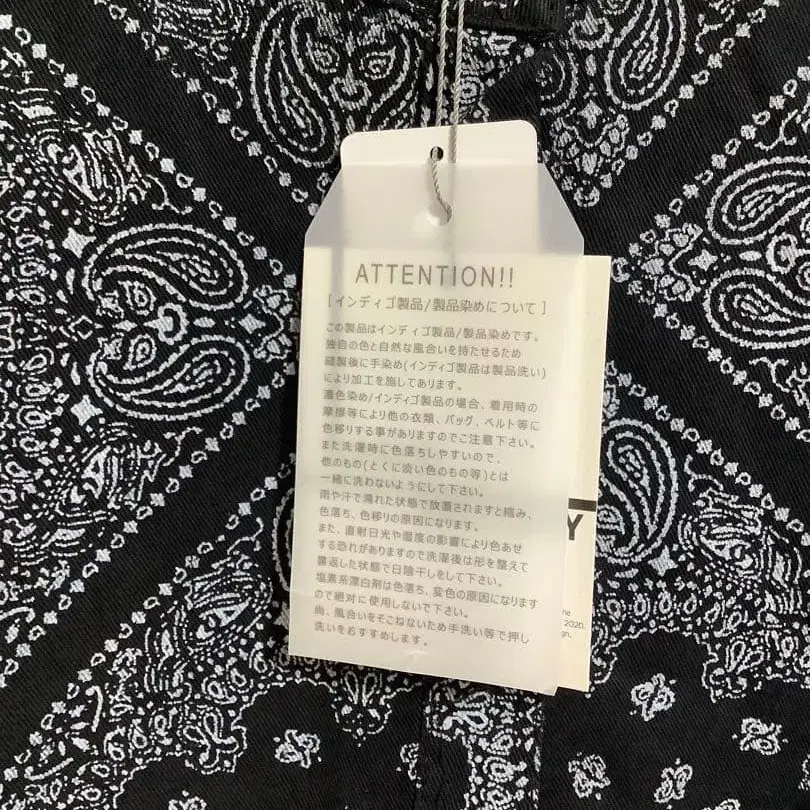 ATTENTION!!
[ インディゴ製品/製品染めについて ]
この製品はインディゴ製品/製品染めです。
独自の色と自然な風合いを持たせるため
縫製後に手染め(インディゴ製品は製品洗い)
により加工を施してあります。
濃色染め/インディゴ製品の場合、着用時の
摩擦等により他の衣類、バッグ、ベルト等に
色移りする事がありますのでご注意下さい。
また洗濯時に色落ちしやすいので、
他のもの(とくに淡い色のもの等)とは
一緒に洗わないようにして下さい。
雨や汗で濡れた状態で放置されますと縮み、
色落ち、色移りの原因になります。
また、直射日光や湿度の影響により色あせ
する恐れがありますので洗濯後は形を整えて
裏返した状態で日陰干しをして下さい。
塩素系漂白剤は色落ち、変色の原因になります
ので絶対に使用しないで下さい。
尚、風合いをそこねないため手洗い等で押し
洗いをおすすめします。
Y
he
2020.
gn.